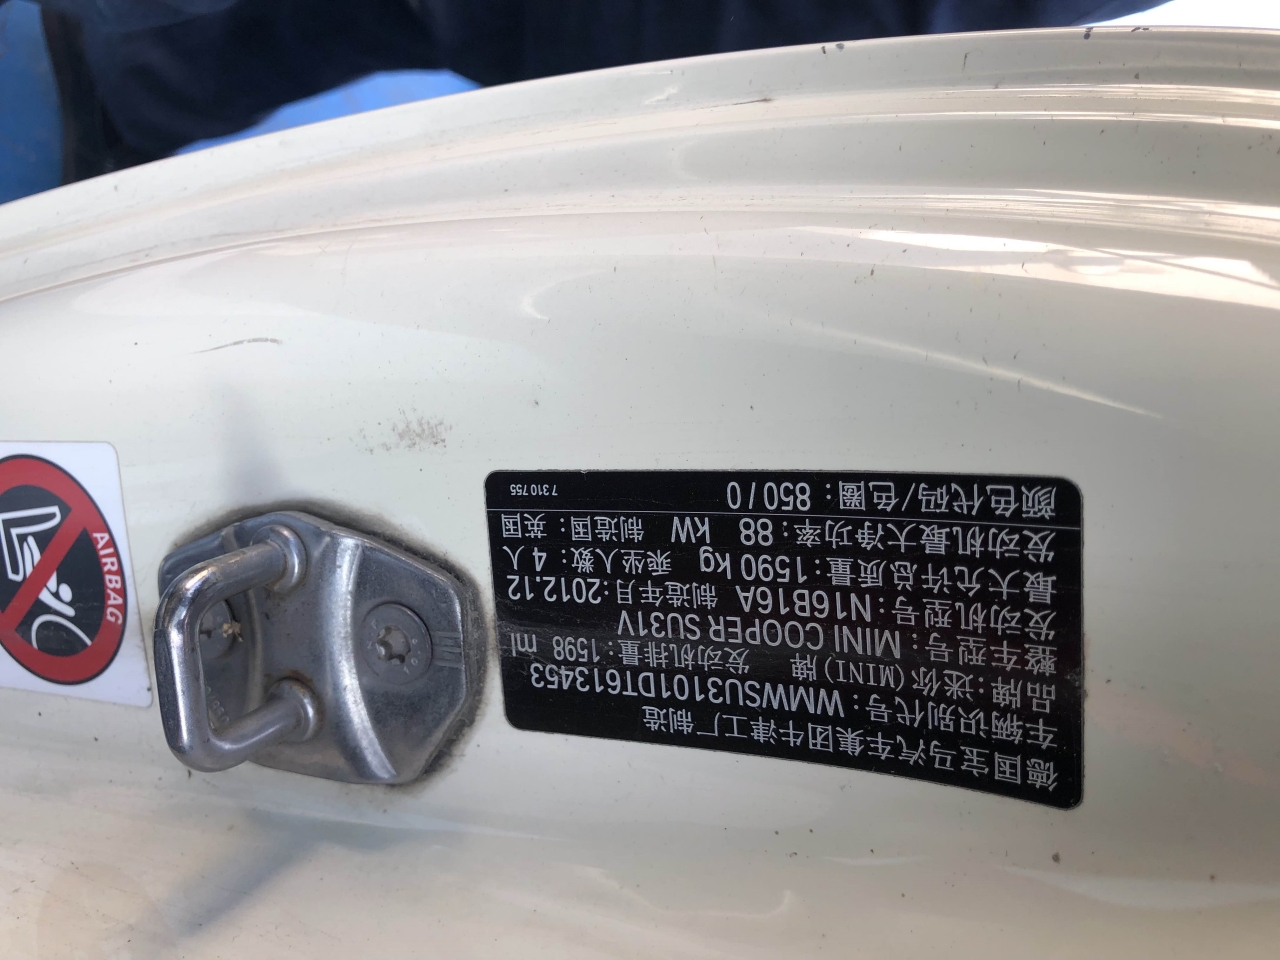 德国宝马汽车集团牛津工厂制造
车辆识别代号: WMWSU3101DT613453
品牌:迷你(MINI)牌 发动机排量:1598 ml
整车型号: MINI COOPER SU31V
发动机型号: N16B16A 制造年月:2012.12
最大允许总质量:1590 kg 乘坐人数: 4 人
发动机最大净功率: 88 kW 制造国: 英国
颜色代码/色圈: 850 / 0 7 310 755
AIRBAG